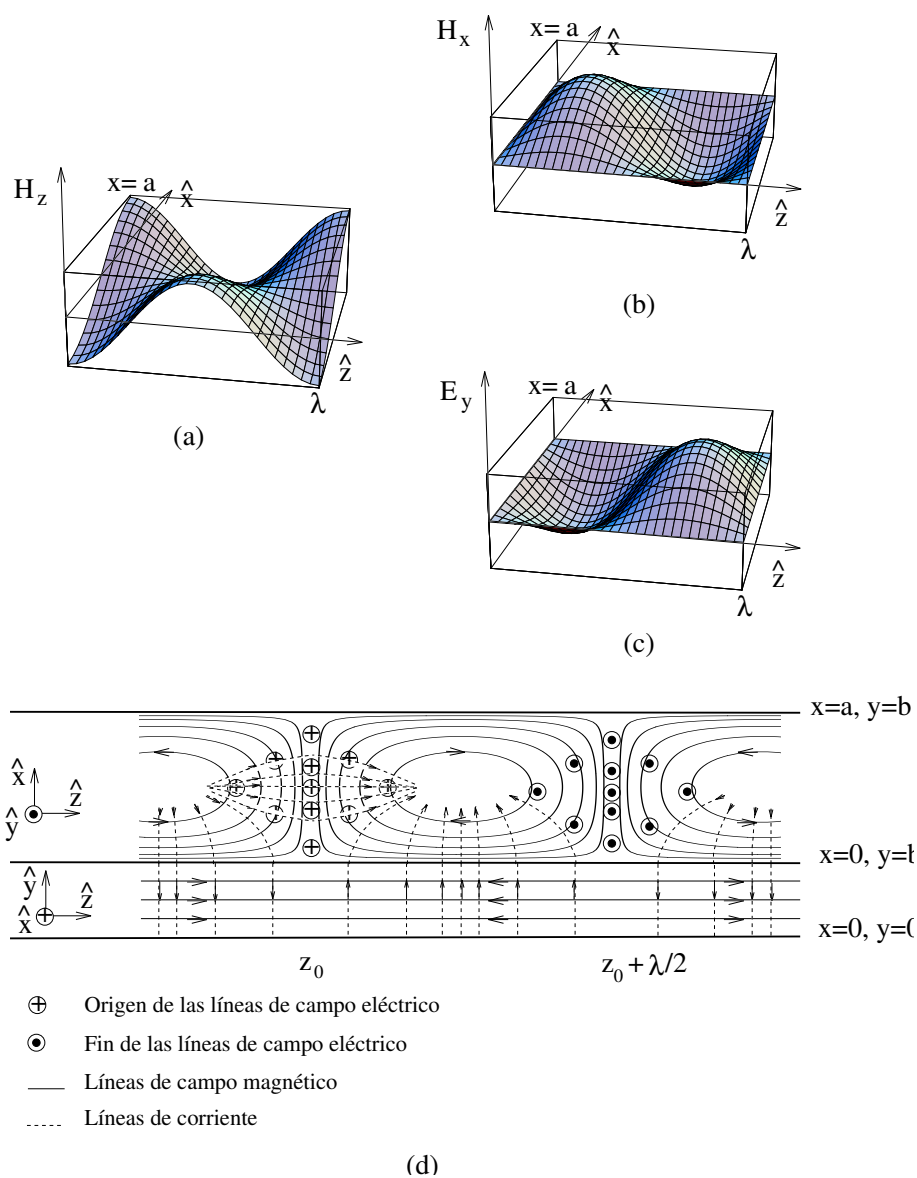 H_z
x= a
x̂
ẑ
λ
(a)
H_x
x= a
x̂
ẑ
λ
(b)
E_y
x= a
x̂
ẑ
λ
(c)
x=a, y=b
x̂
ŷ
ẑ
x=0, y=b
ŷ
x̂
ẑ
x=0, y=0
z_0
z_0 + λ/2
Origen de las líneas de campo eléctrico
Fin de las líneas de campo eléctrico
Líneas de campo magnético
Líneas de corriente
(d)